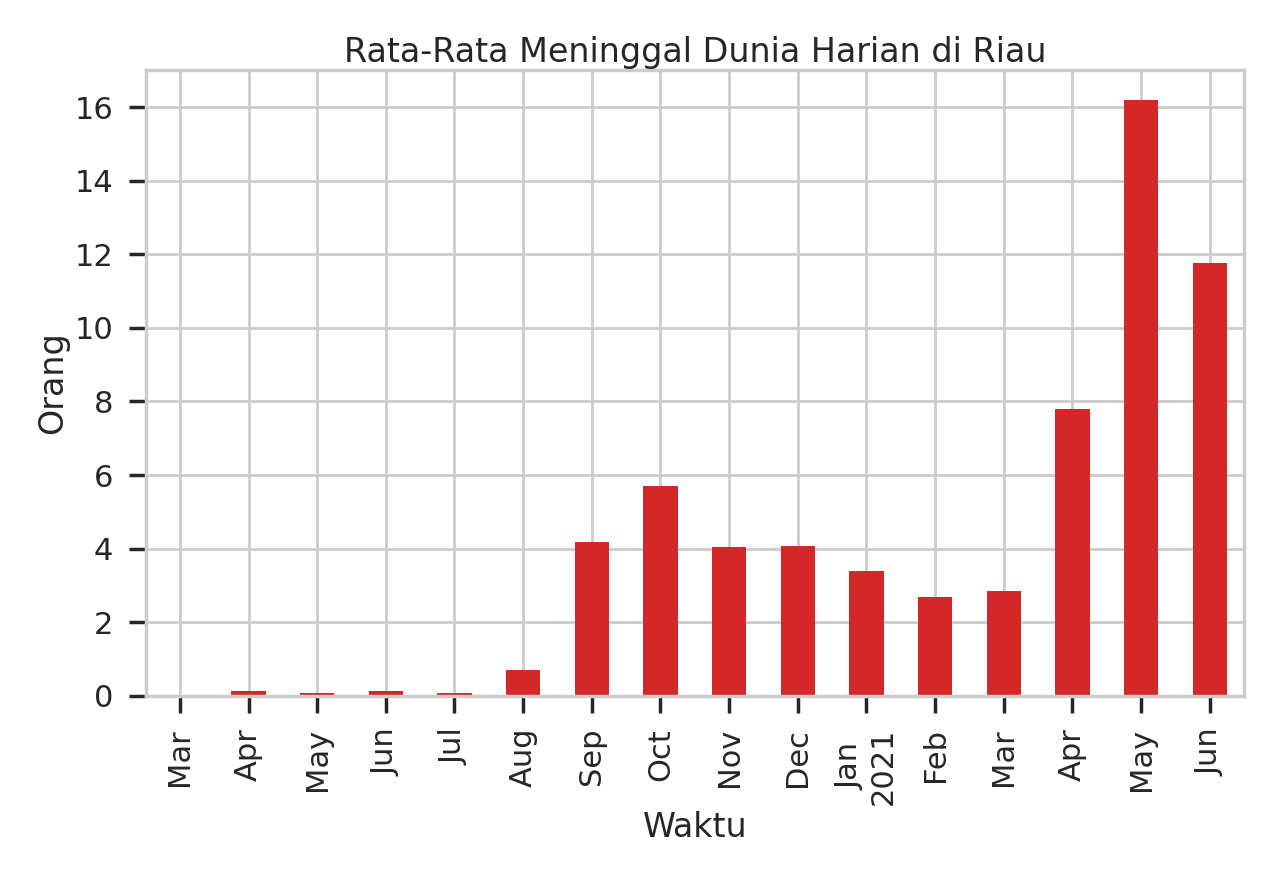 Rata-Rata Meninggal Dunia Harian di Riau
16
14
12
10
8
6
4
2
0
Orang
Mar
Apr
May
Jun
Jul
Aug
Sep
Oct
Nov
Dec
Jan
2021
Feb
Mar
Apr
May
Jun
Waktu